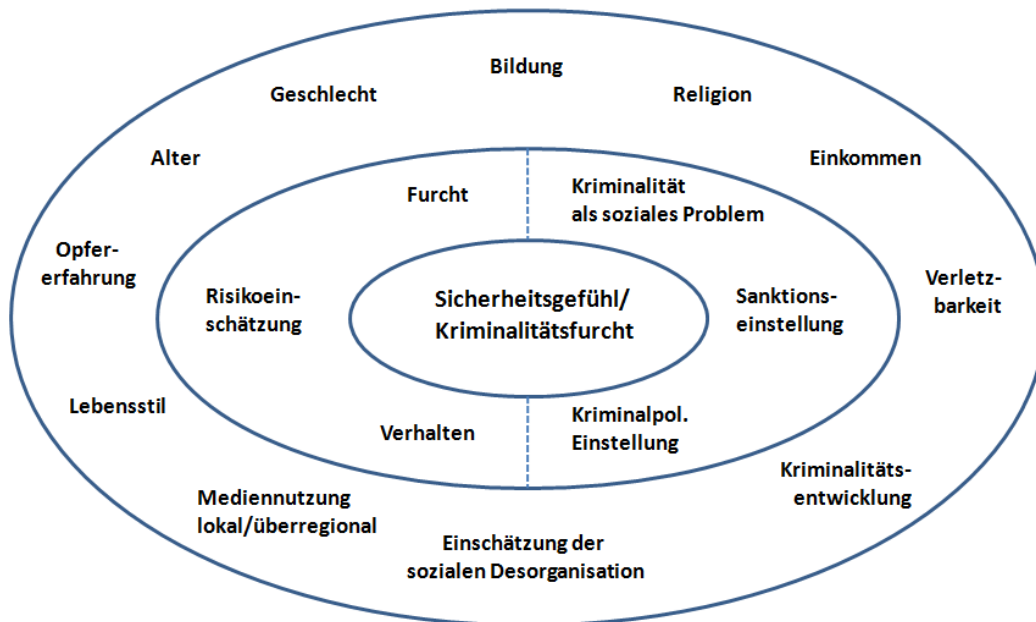 Bildung
Geschlecht
Religion
Alter
Einkommen
Furcht
Kriminalität
als soziales Problem
Opfer-
erfahrung
Risikoein-
schätzung
Sicherheitsgefühl/
Kriminalitätsfurcht
Sanktions-
einstellung
Verletz-
barkeit
Lebensstil
Verhalten
Kriminalpol.
Einstellung
Mediennutzung
lokal/überregional
Kriminalitäts-
entwicklung
Einschätzung der
sozialen Desorganisation